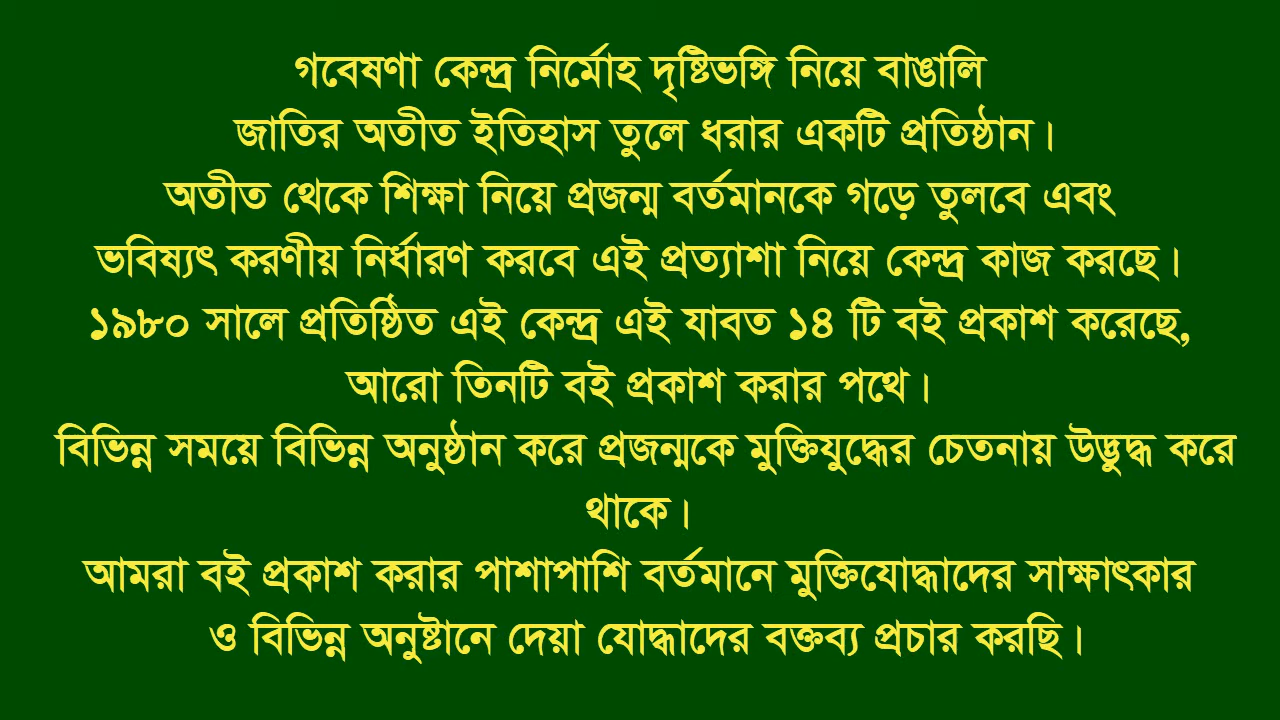 গবেষণা কেন্দ্র নির্মোহ দৃষ্টিভঙ্গি নিয়ে বাঙালি
জাতির অতীত ইতিহাস তুলে ধরার একটি প্রতিষ্ঠান।
অতীত থেকে শিক্ষা নিয়ে প্রজন্ম বর্তমানকে গড়ে তুলবে এবং
ভবিষ্যৎ করণীয় নির্ধারণ করবে এই প্রত্যাশা নিয়ে কেন্দ্র কাজ করছে।
১৯৮০ সালে প্রতিষ্ঠিত এই কেন্দ্র এই যাবত ১৪ টি বই প্রকাশ করেছে,
আরো তিনটি বই প্রকাশ করার পথে।
বিভিন্ন সময়ে বিভিন্ন অনুষ্ঠান করে প্রজন্মকে মুক্তিযুদ্ধের চেতনায় উদ্ভুদ্ধ করে
থাকে।
আমরা বই প্রকাশ করার পাশাপাশি বর্তমানে মুক্তিযোদ্ধাদের সাক্ষাৎকার
ও বিভিন্ন অনুষ্টানে দেয়া যোদ্ধাদের বক্তব্য প্রচার করছি।